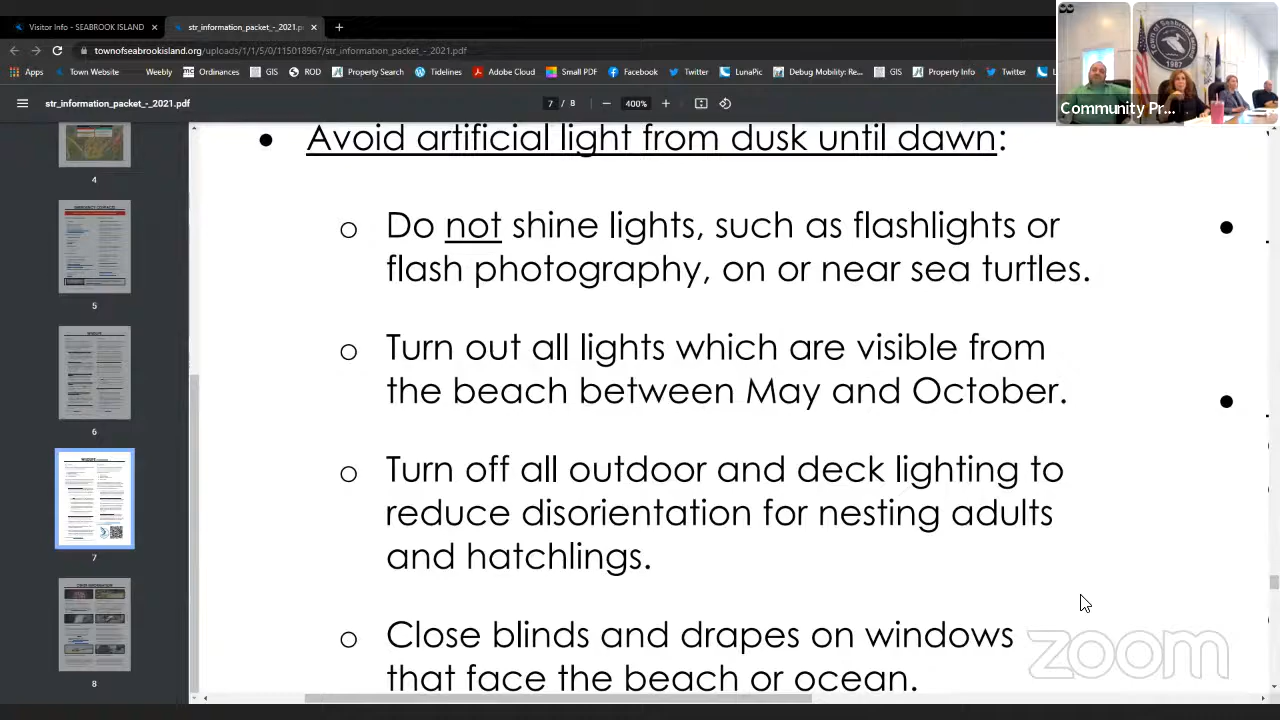 Visitor Info - SEABROOK ISLAND
str_information_packet_-_2021.p
townofseabrookisland.org/uploads/1/1/5/0/115018967/str_information_packet_-_2021.pdf
Apps Town Website Weekly Ordinances GIS ROD Property Search Tidelines Adobe Cloud Small PDF Facebook Twitter LunaPic Debug Mobility: Re... GIS Property Info Twitter L
str_information_packet_-_2021.pdf
7 / 8
400%
Town of Seabrook Island
1987
Community Pr...
4
5
6
7
8
• Avoid artificial light from dusk until dawn:
o Do not shine lights, such as flashlights or
flash photography, on or near sea turtles.
o Turn out all lights which are visible from
the beach between May and October.
o Turn off all outdoor and deck lighting to
reduce disorientation for nesting adults
and hatchlings.
o Close blinds and drapes on windows
that face the beach or ocean.
zoom